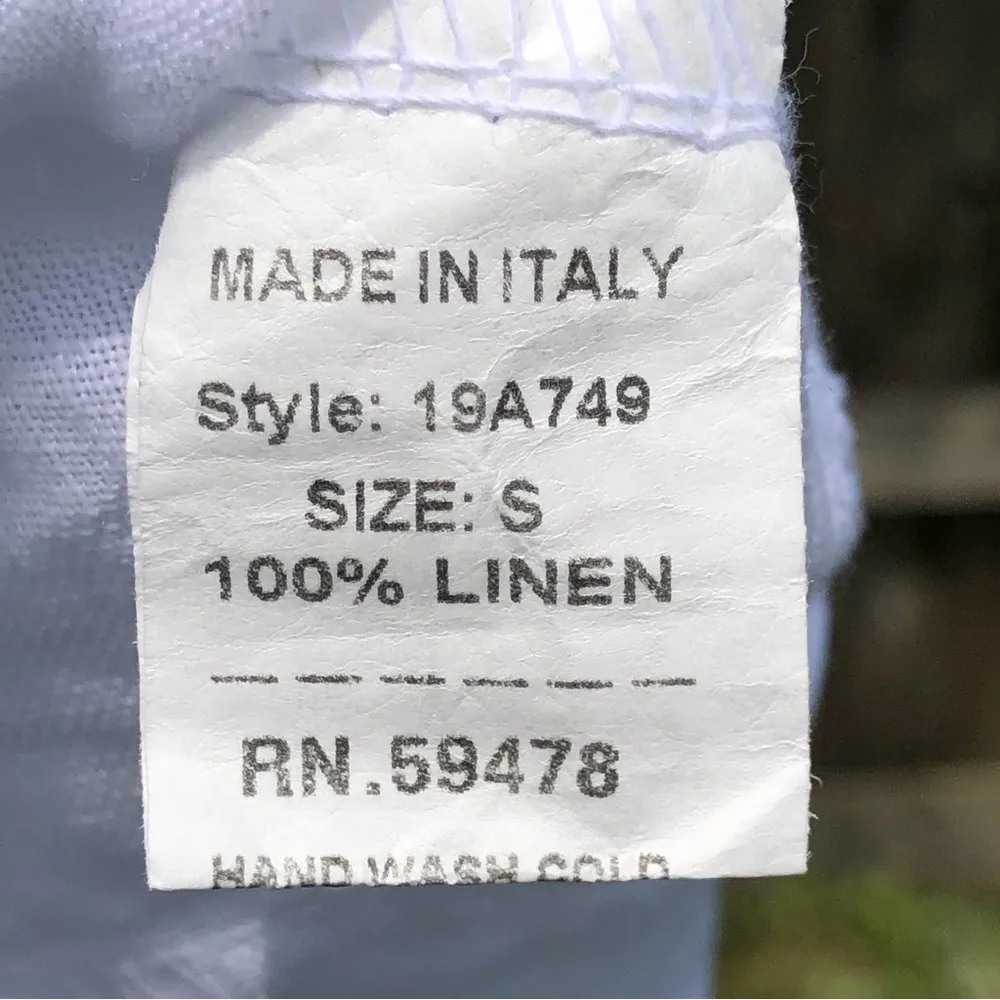 MADE IN ITALY
Style: 19A749
SIZE: S
100% LINEN
RN.59478
HAND WASH COLD